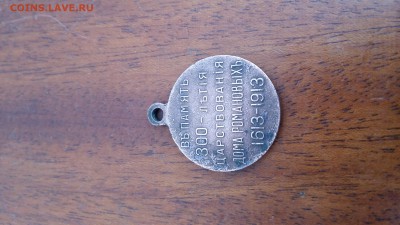 COINS.LAVE.RU
ВЪ ПАМЯТЬ
300-ЛѢТІЯ
ЦАРСТВОВАНІЯ
ДОМА РОМАНОВЫХЪ
1613-1913